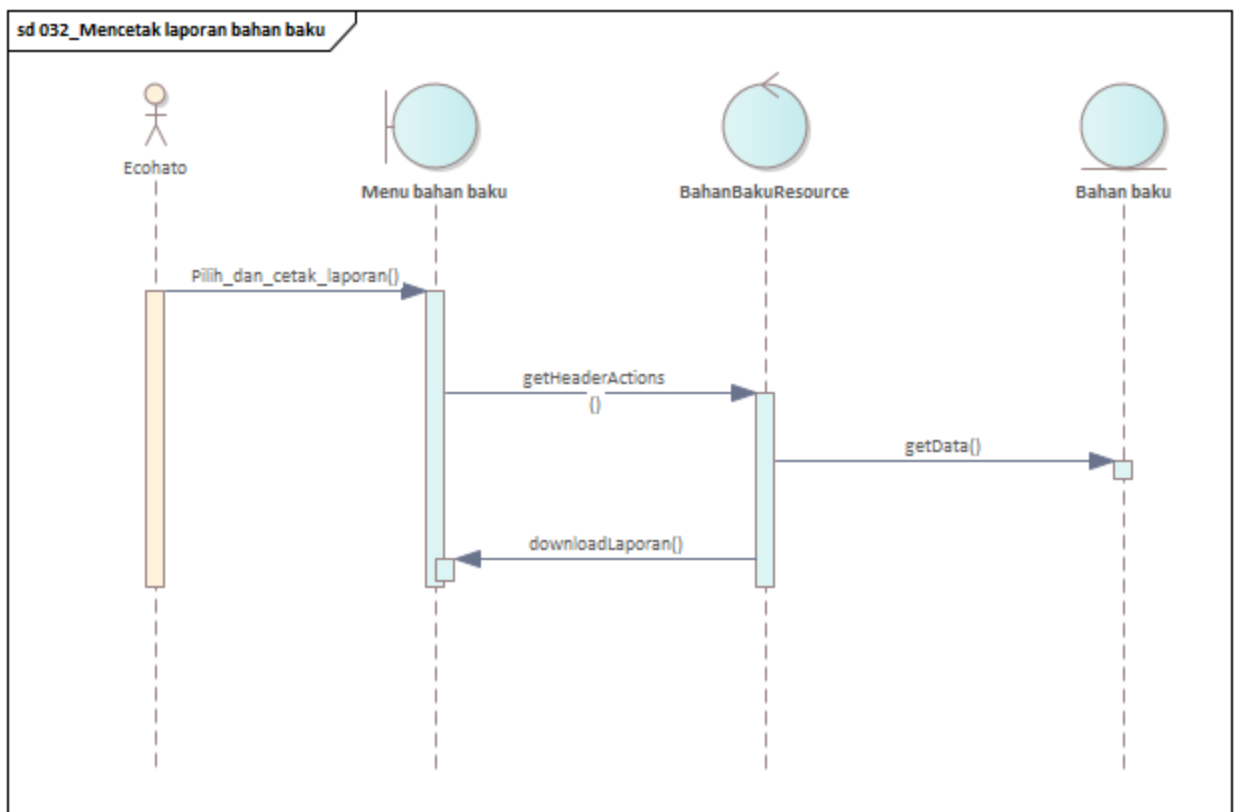 sd 032_Mencetak laporan bahan baku
Ecohato
Menu bahan baku
BahanBakuResource
Bahan baku
Pilih_dan_cetak_laporan()
getHeaderActions
()
getData()
downloadLaporan()